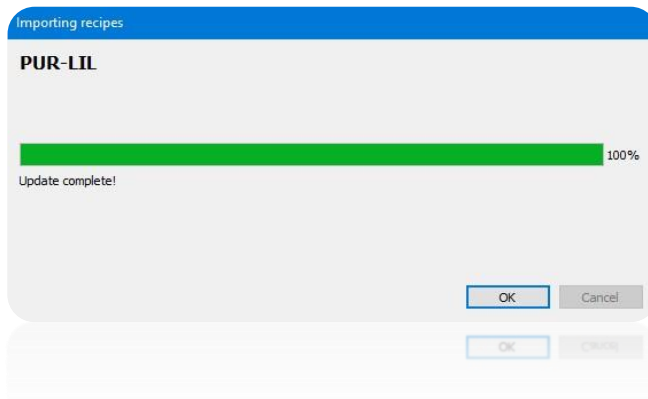 Importing recipes
PUR-LIL
100%
Update complete!
OK Cancel